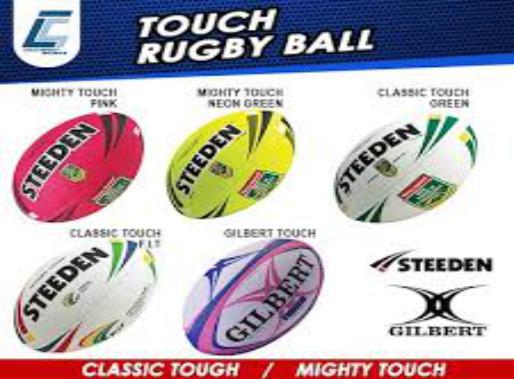 TOUCH
RUGBY BALL
MIGHTY TOUCH
PINK
MIGHTY TOUCH
NEON GREEN
CLASSIC TOUCH
GREEN
STEEDEN
STEEDEN
STEEDEN
CLASSIC TOUCH
F.I.T
GILBERT TOUCH
STEEDEN
GILBERT
STEEDEN
GILBERT
CLASSIC TOUGH / MIGHTY TOUCH